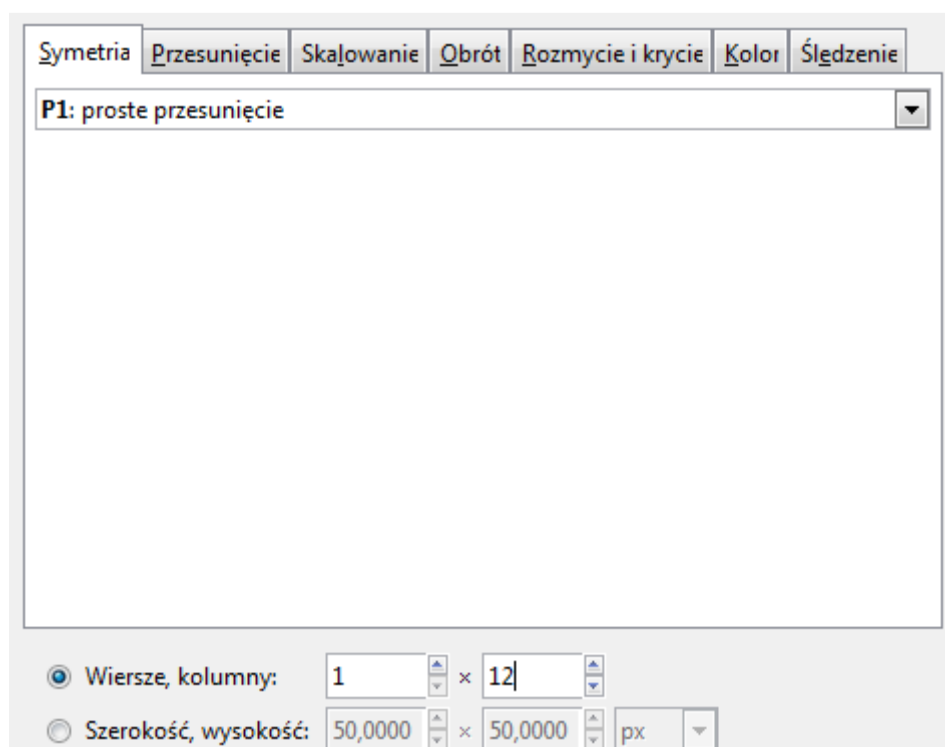 Symetria Przesunięcie Skalowanie Obrót Rozmycie i krycie Kolor Śledzenie
P1: proste przesunięcie
Wiersze, kolumny: 1 × 12
Szerokość, wysokość: 50,0000 × 50,0000 px